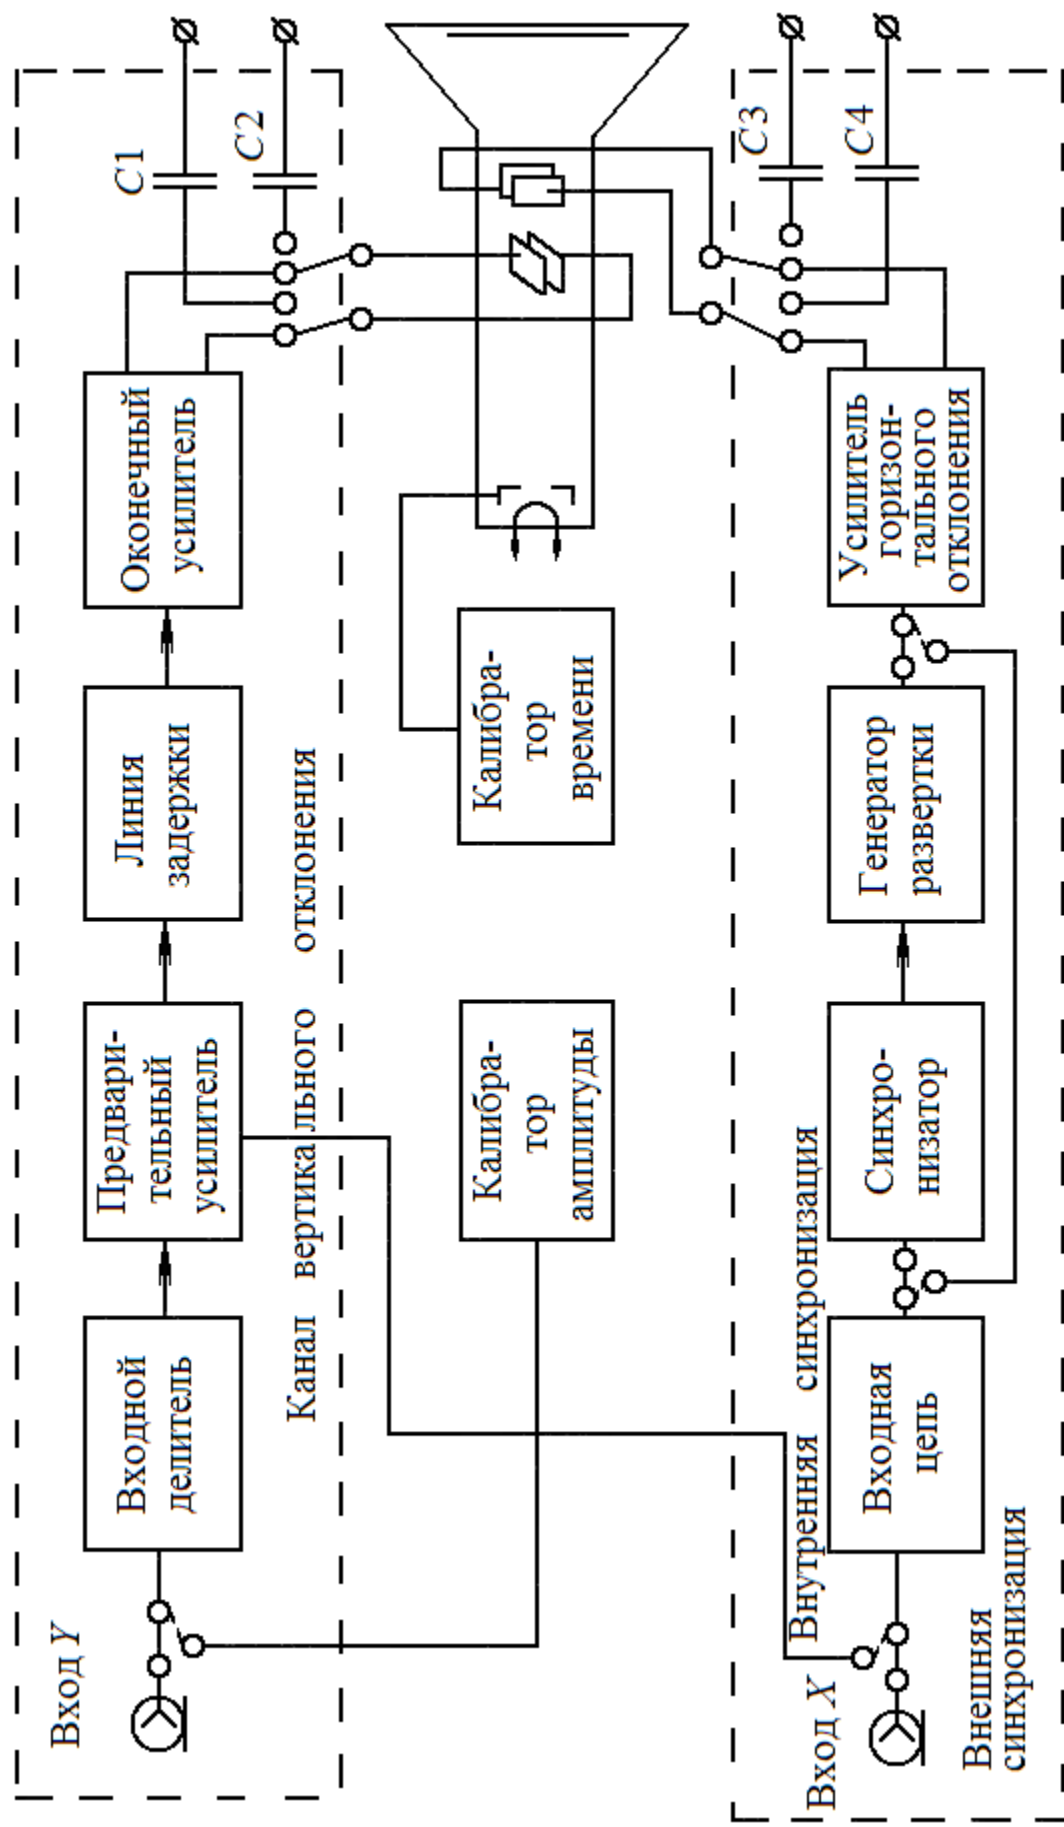 Вход Y
Входной
делитель
Предвари-
тельный
усилитель
Линия
задержки
Оконечный
усилитель
C1
C2
Канал вертикального отклонения
Калибра-
тор
амплитуды
Калибра-
тор
времени
Внутренняя синхронизация
Вход X
Внешняя
синхронизация
Входная
цепь
Синхро-
низатор
Генератор
развертки
Усилитель
горизон-
тального
отклонения
C3
C4